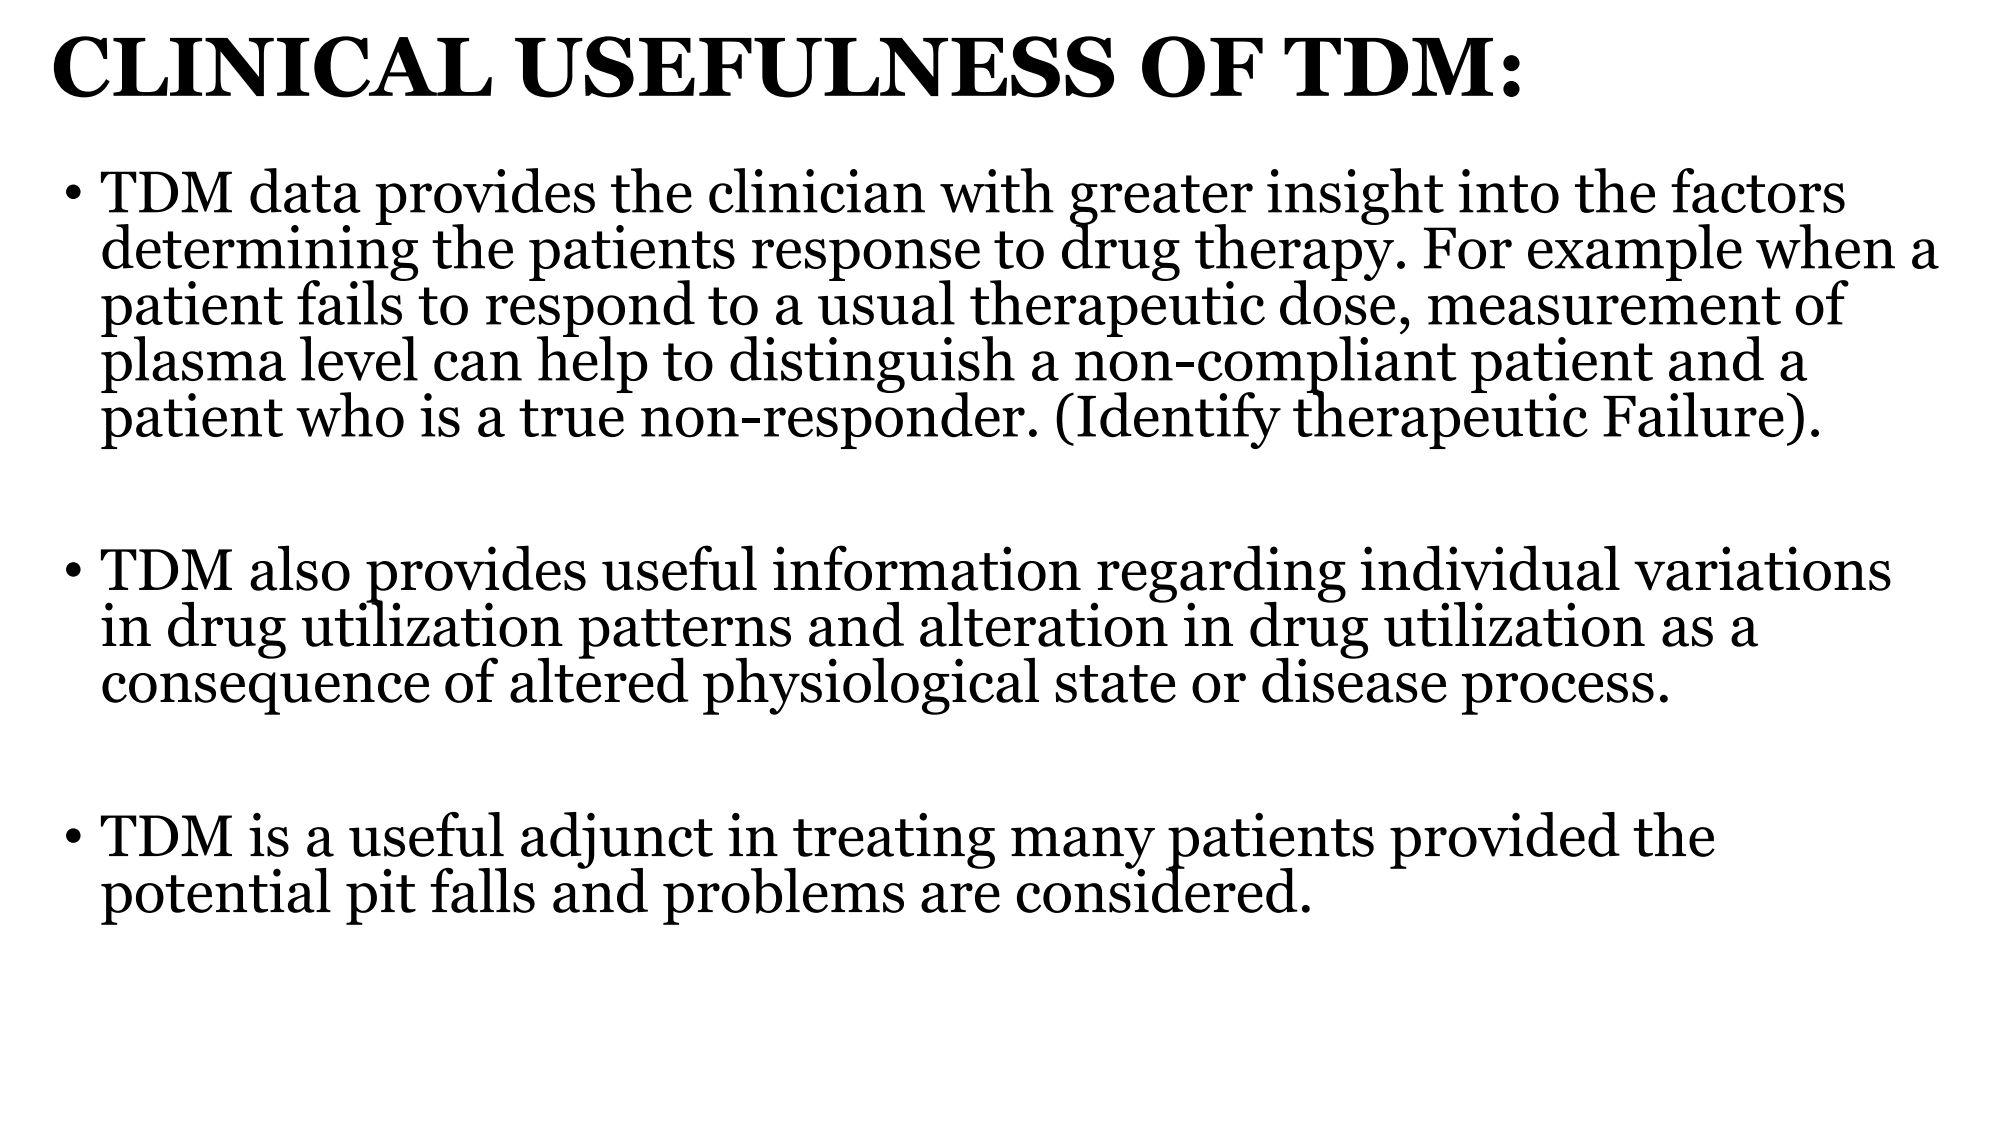 CLINICAL USEFULNESS OF TDM:
• TDM data provides the clinician with greater insight into the factors
determining the patients response to drug therapy. For example when a
patient fails to respond to a usual therapeutic dose, measurement of
plasma level can help to distinguish a non-compliant patient and a
patient who is a true non-responder. (Identify therapeutic Failure).
• TDM also provides useful information regarding individual variations
in drug utilization patterns and alteration in drug utilization as a
consequence of altered physiological state or disease process.
• TDM is a useful adjunct in treating many patients provided the
potential pit falls and problems are considered.